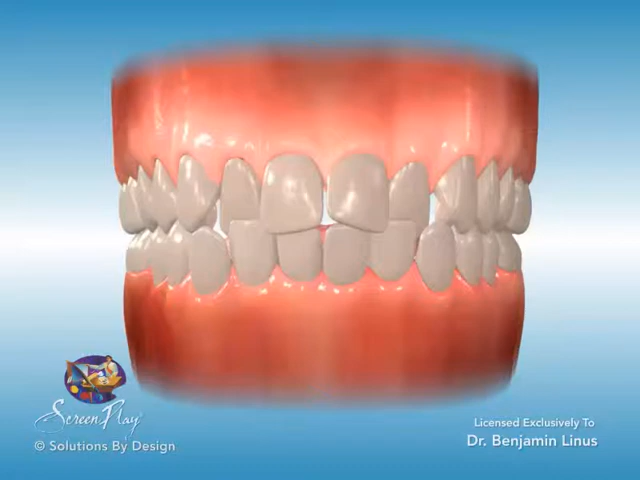 ScreenPlay
© Solutions By Design
Licensed Exclusively To
Dr. Benjamin Linus